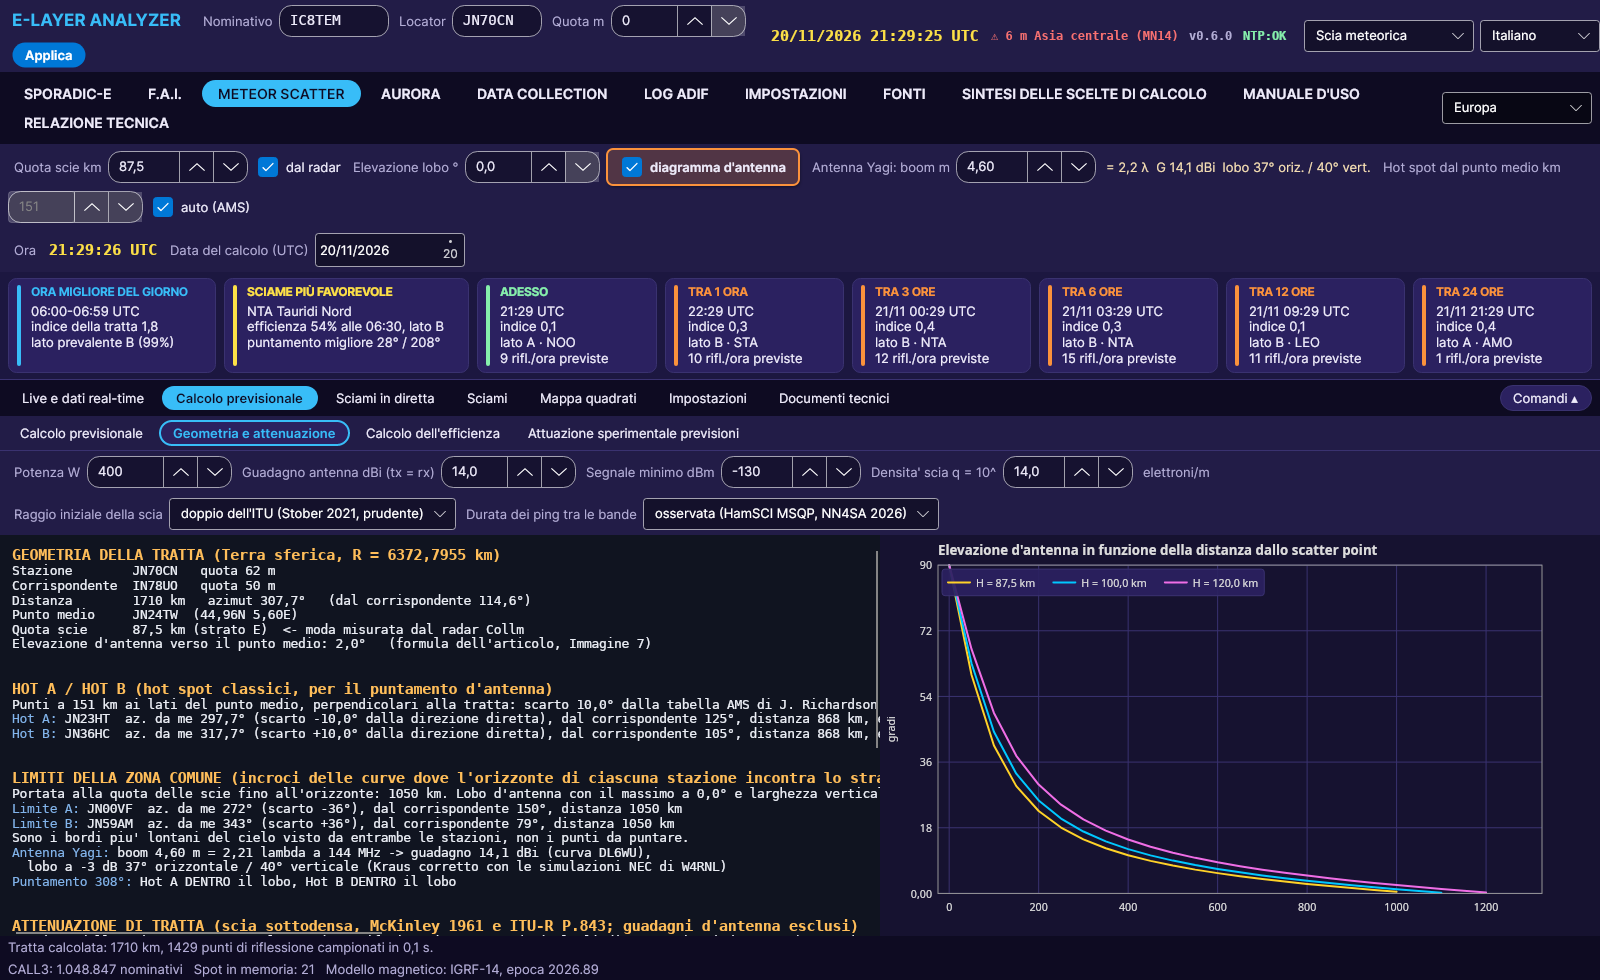 E-LAYER ANALYZER Nominativo IC8TEM Locator JN70CN Quota m 0
20/11/2026 21:29:25 UTC ⚠ 6 m Asia centrale (MN14) v0.6.0 NTP:OK Scia meteorica Italiano
Applica
SPORADIC-E F.A.I. METEOR SCATTER AURORA DATA COLLECTION LOG ADIF IMPOSTAZIONI FONTI SINTESI DELLE SCELTE DI CALCOLO MANUALE D'USO
RELAZIONE TECNICA
Europa
Quota scie km 87,5 dal radar Elevazione lobo ° 0,0 diagramma d'antenna Antenna Yagi: boom m 4,60 = 2,2 λ G 14,1 dBi lobo 37° oriz. / 40° vert. Hot spot dal punto medio km
151 auto (AMS)
Ora 21:29:26 UTC Data del calcolo (UTC) 20/11/2026 20
ORA MIGLIORE DEL GIORNO
06:00-06:59 UTC
indice della tratta 1,8
lato prevalente B (99%)
SCIAME PIÙ FAVOREVOLE
NTA Tauridi Nord
efficienza 54% alle 06:30, lato B
puntamento migliore 28° / 208°
ADESSO
21:29 UTC
indice 0,1
lato A · NOO
9 rifl./ora previste
TRA 1 ORA
22:29 UTC
indice 0,3
lato B · STA
10 rifl./ora previste
TRA 3 ORE
21/11 00:29 UTC
indice 0,4
lato B · NTA
12 rifl./ora previste
TRA 6 ORE
21/11 03:29 UTC
indice 0,3
lato B · NTA
15 rifl./ora previste
TRA 12 ORE
21/11 09:29 UTC
indice 0,1
lato B · LEO
11 rifl./ora previste
TRA 24 ORE
21/11 21:29 UTC
indice 0,4
lato A · AMO
1 rifl./ora previste
Live e dati real-time Calcolo previsionale Sciami in diretta Sciami Mappa quadrati Impostazioni Documenti tecnici Comandi ▴
Calcolo previsionale Geometria e attenuazione Calcolo dell'efficienza Attuazione sperimentale previsioni
Potenza W 400 Guadagno antenna dBi (tx = rx) 14,0 Segnale minimo dBm -130 Densita' scia q = 10^ 14,0 elettroni/m
Raggio iniziale della scia doppio dell'ITU (Stober 2021, prudente) Durata dei ping tra le bande osservata (HamSCI MSQP, NN4SA 2026)
GEOMETRIA DELLA TRATTA (Terra sferica, R = 6372,7955 km)
Stazione JN70CN quota 62 m
Corrispondente IN78UO quota 50 m
Distanza 1710 km azimut 307,7° (dal corrispondente 114,6°)
Punto medio JN24TW (44,96N 5,60E)
Quota scie 87,5 km (strato E) <- moda misurata dal radar Collm
Elevazione d'antenna verso il punto medio: 2,0° (formula dell'articolo, Immagine 7)
HOT A / HOT B (hot spot classici, per il puntamento d'antenna)
Punti a 151 km ai lati del punto medio, perpendicolari alla tratta: scarto 10,0° dalla tabella AMS di J. Richardson
Hot A: JN23HT az. da me 297,7° (scarto -10,0° dalla direzione diretta), dal corrispondente 125°, distanza 868 km,
Hot B: JN36HC az. da me 317,7° (scarto +10,0° dalla direzione diretta), dal corrispondente 105°, distanza 868 km,
LIMITI DELLA ZONA COMUNE (incroci delle curve dove l'orizzonte di ciascuna stazione incontra lo stra
Portata alla quota delle scie fino all'orizzonte: 1050 km. Lobo d'antenna con il massimo a 0,0° e larghezza vertical
Limite A: JN00VF az. da me 272° (scarto -36°), dal corrispondente 150°, distanza 1050 km
Limite B: JN59AM az. da me 343° (scarto +36°), dal corrispondente 79°, distanza 1050 km
Sono i bordi piu' lontani del cielo visto da entrambe le stazioni, non i punti da puntare.
Antenna Yagi: boom 4,60 m = 2,21 lambda a 144 MHz -> guadagno 14,1 dBi (curva DL6WU),
lobo a -3 dB 37° orizzontale / 40° verticale (Kraus corretto con le simulazioni NEC di W4RNL)
Puntamento 308°: Hot A DENTRO il lobo, Hot B DENTRO il lobo
ATTENUAZIONE DI TRATTA (scia sottodensa, McKinley 1961 e ITU-R P.843; guadagni d'antenna esclusi)
Elevazione d'antenna in funzione della distanza dallo scatter point
H = 87,5 km H = 100,0 km H = 120,0 km
gradi
90
72
54
36
18
0,00
0 200 400 600 800 1000 1200
Tratta calcolata: 1710 km, 1429 punti di riflessione campionati in 0,1 s.
CALL3: 1.048.847 nominativi Spot in memoria: 21 Modello magnetico: IGRF-14, epoca 2026.89